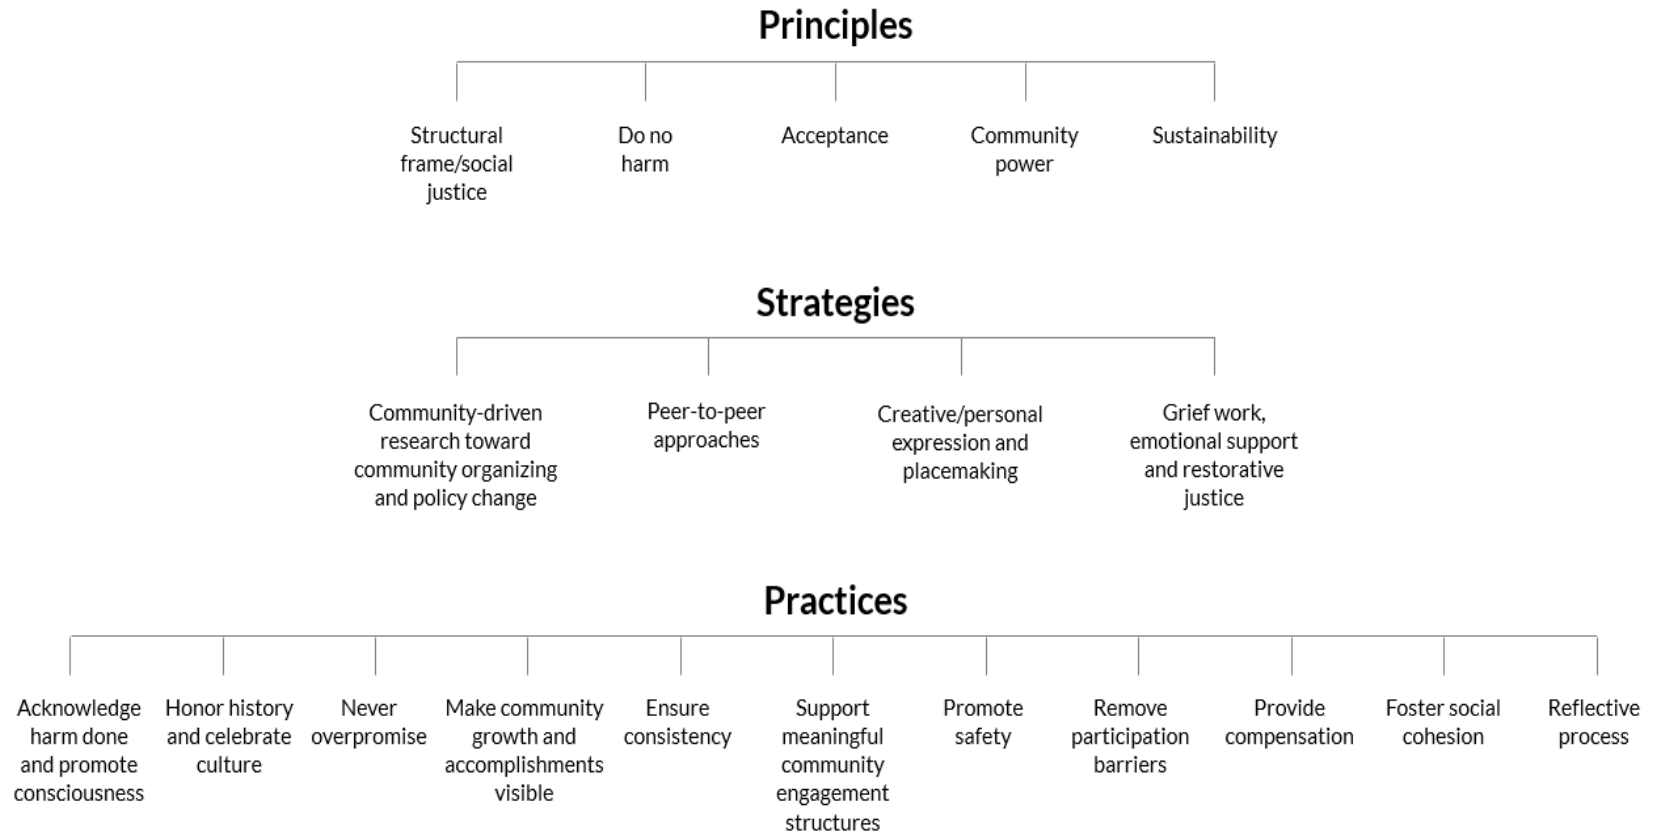 Principles
Structural
frame/social
justice
Do no
harm
Acceptance
Community
power
Sustainability
Strategies
Community-driven
research toward
community organizing
and policy change
Peer-to-peer
approaches
Creative/personal
expression and
placemaking
Grief work,
emotional support
and restorative
justice
Practices
Acknowledge
harm done
and promote
consciousness
Honor history
and celebrate
culture
Never
overpromise
Make community
growth and
accomplishments
visible
Ensure
consistency
Support
meaningful
community
engagement
structures
Promote
safety
Remove
participation
barriers
Provide
compensation
Foster social
cohesion
Reflective
process